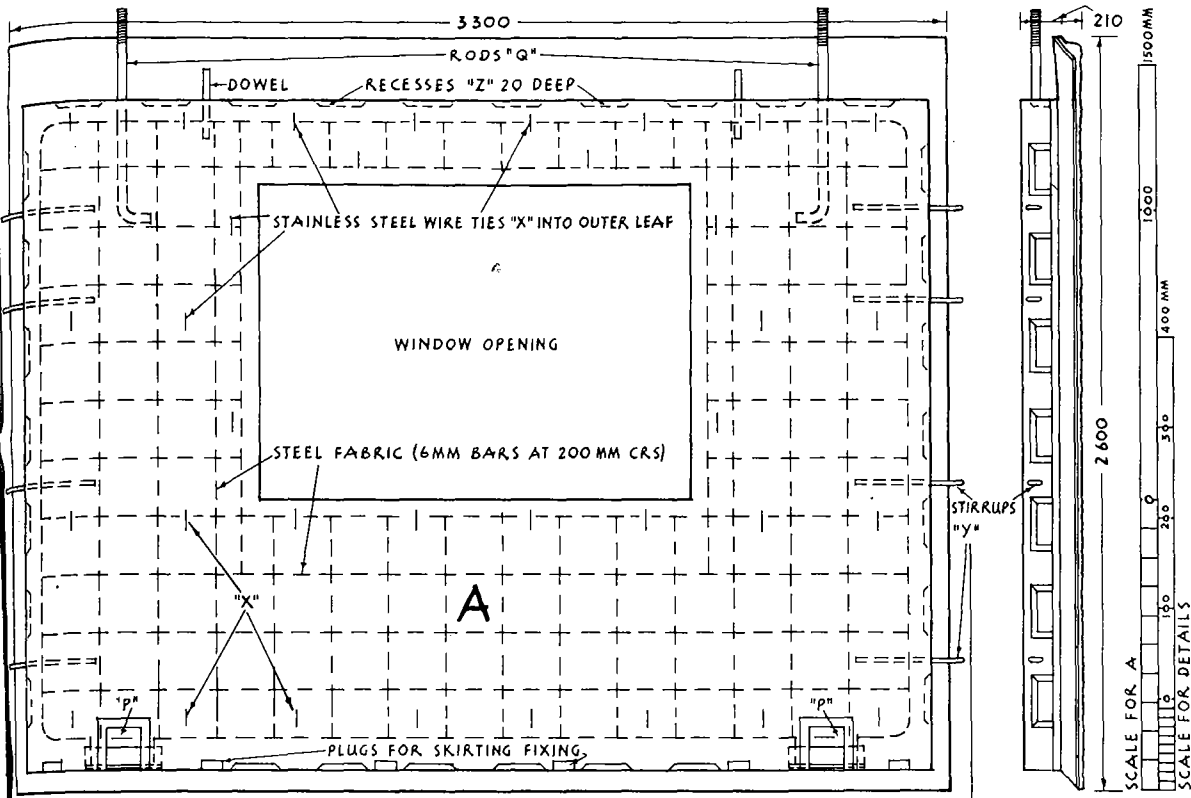 3300
210
1500MM
RODS "Q"
DOWEL
RECESSES "Z" 20 DEEP
STAINLESS STEEL WIRE TIES "X" INTO OUTER LEAF
1000
WINDOW OPENING
400 MM
STEEL FABRIC (6MM BARS AT 200 MM CRS)
300
2600
STIRRUPS
"Y"
0
200
"X"
A
100
"P"
"P"
0
PLUGS FOR SKIRTING FIXING
SCALE FOR A
SCALE FOR DETAILS